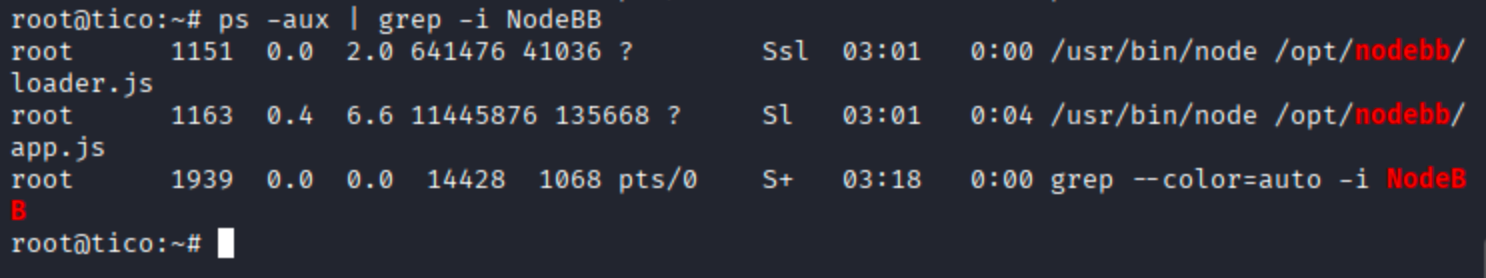 root@tico:~# ps -aux | grep -i NodeBB
root      1151  0.0  2.0 641476 41036 ?        Ssl  03:01   0:00 /usr/bin/node /opt/nodebb/
loader.js
root      1163  0.4  6.6 11445876 135668 ?     Sl   03:01   0:04 /usr/bin/node /opt/nodebb/
app.js
root      1939  0.0  0.0  14428  1068 pts/0    S+   03:18   0:00 grep --color=auto -i NodeB
B
root@tico:~#